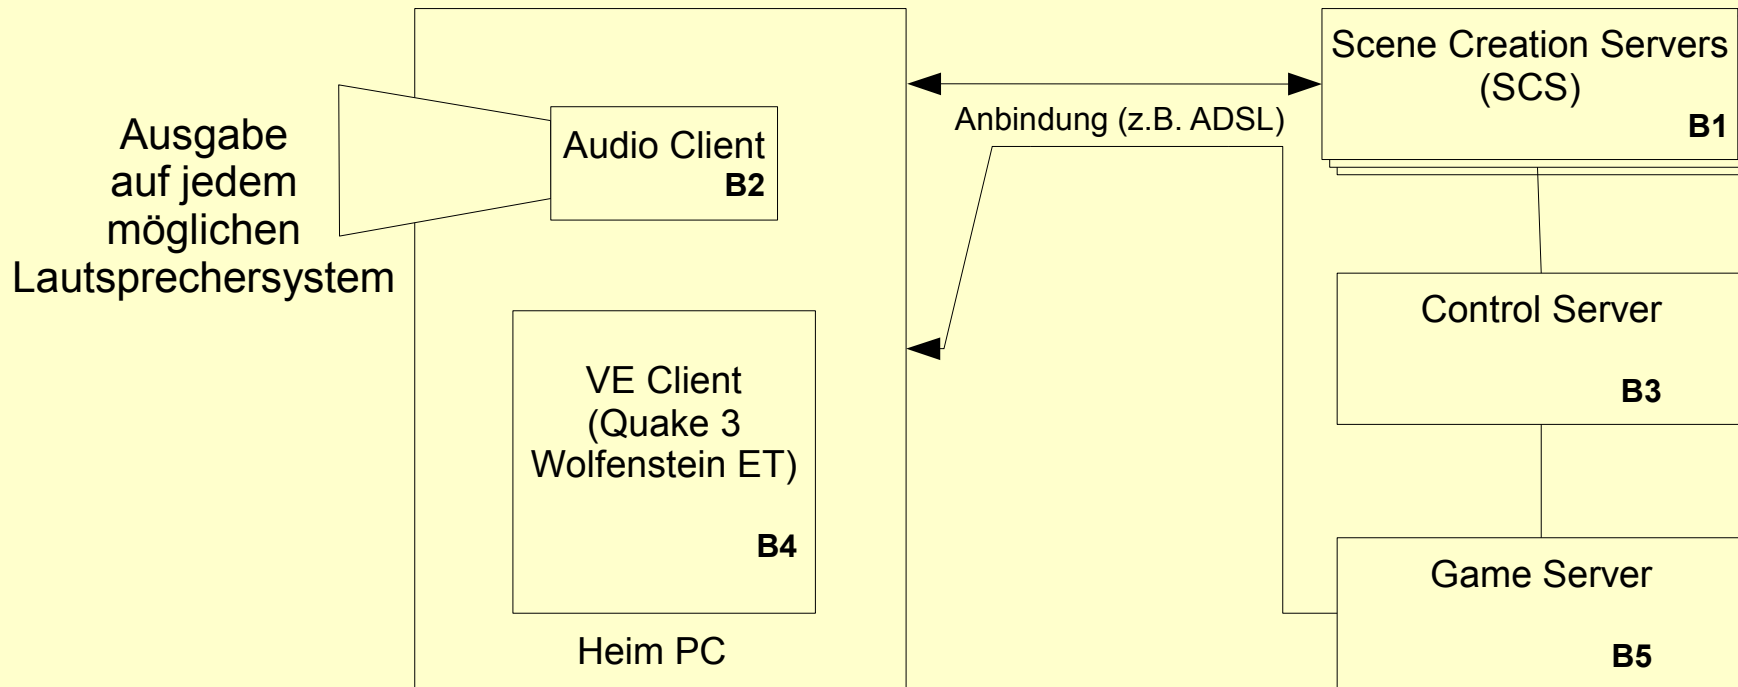 Ausgabe
auf jedem
möglichen
Lautsprechersystem
Audio Client
B2
VE Client
(Quake 3
Wolfenstein ET)
B4
Heim PC
Anbindung (z.B. ADSL)
Scene Creation Servers
(SCS)
B1
Control Server
B3
Game Server
B5